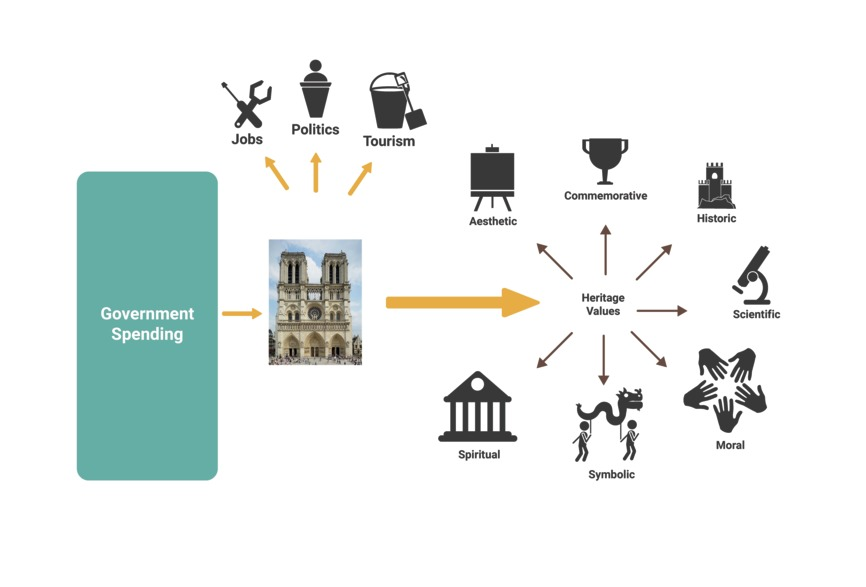 Jobs
Politics
Tourism
Aesthetic
Commemorative
Historic
Government
Spending
Heritage
Values
Scientific
Spiritual
Symbolic
Moral